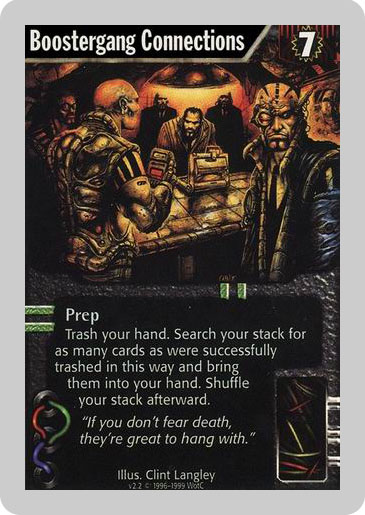 Boostergang Connections
7
Prep
Trash your hand. Search your stack for
as many cards as were successfully
trashed in this way and bring
them into your hand. Shuffle
your stack afterward.
“If you don’t fear death,
they’re great to hang with.”
Illus. Clint Langley
v2.2 © 1996–1999 WotC